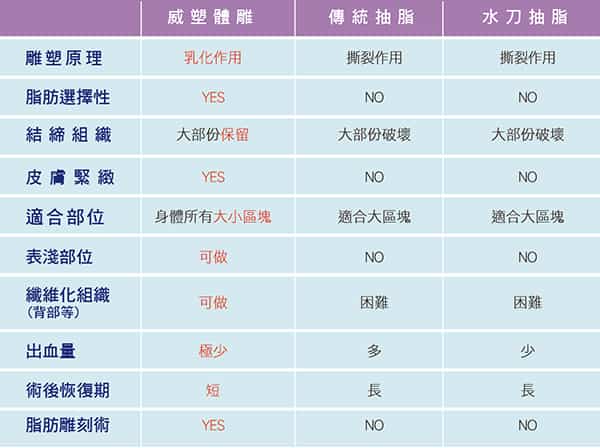 威塑體雕 傳統抽脂 水刀抽脂
雕塑原理 乳化作用 撕裂作用 撕裂作用
脂肪選擇性 YES NO NO
結締組織 大部份保留 大部份破壞 大部份破壞
皮膚緊緻 YES NO NO
適合部位 身體所有大小區塊 適合大區塊 適合大區塊
表淺部位 可做 NO NO
纖維化組織 可做 困難 困難
(背部等)
出血量 極少 多 少
術後恢復期 短 長 長
脂肪雕刻術 YES NO NO